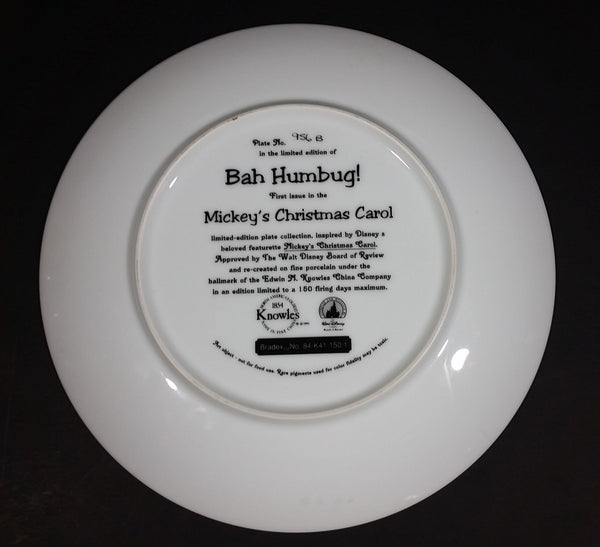 Plate No. 956 B
in the limited edition of
Bah Humbug!
First issue in the
Mickey's Christmas Carol
limited-edition plate collection, inspired by Disney s
beloved featurette Mickey's Christmas Carol.
Approved by The Walt Disney Board of Review
and re-created on fine porcelain under the
hallmark of the Edwin M. Knowles China Company
in an edition limited to a 150 firing days maximum.
1854
Knowles
Walt Disney
Bradex No. 84-K41-150.1
Art object - not for food use. Rare pigments used for color fidelity may be toxic.